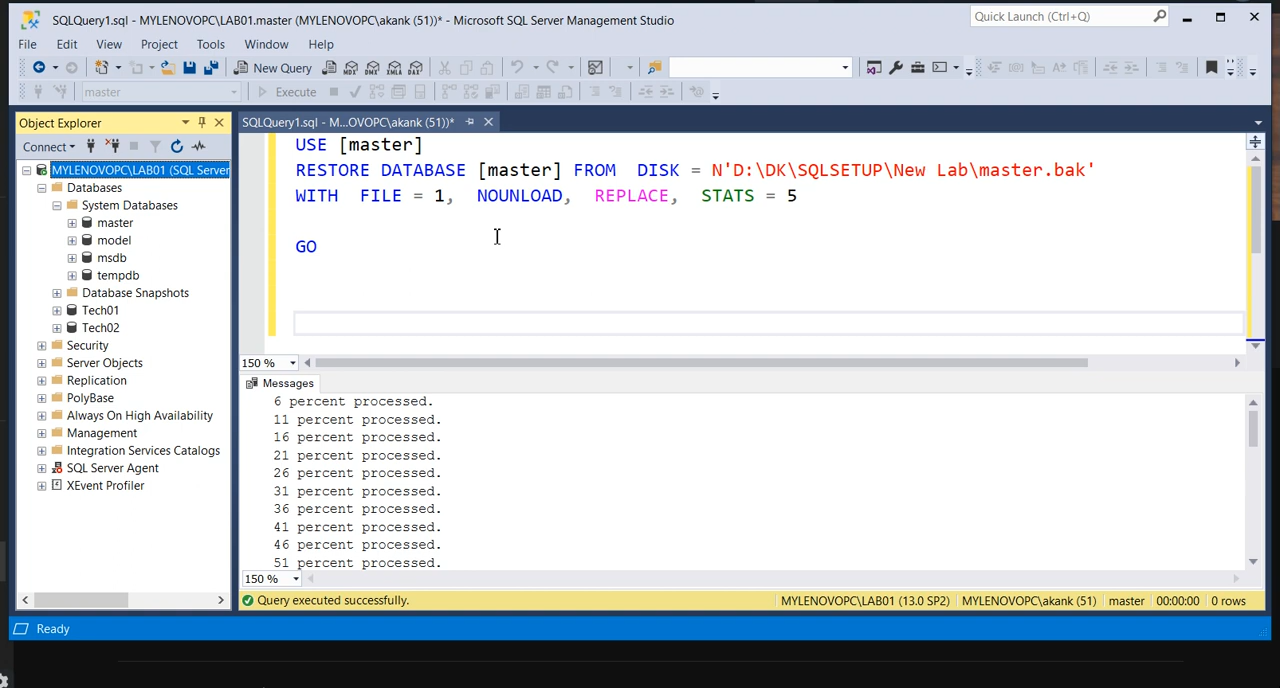 SQLQuery1.sql - MYLENOVOPC\LAB01.master (MYLENOVOPC\akank (51))* - Microsoft SQL Server Management Studio
Quick Launch (Ctrl+Q)
File Edit View Project Tools Window Help
New Query
MDX DMX XMLA DAX
master
Execute
Object Explorer
SQLQuery1.sql - M...OVOPC\akank (51))*
Connect
MYLENOVOPC\LAB01 (SQL Server
Databases
System Databases
master
model
msdb
tempdb
Database Snapshots
Tech01
Tech02
Security
Server Objects
Replication
PolyBase
Always On High Availability
Management
Integration Services Catalogs
SQL Server Agent
XEvent Profiler
USE [master]
RESTORE DATABASE [master] FROM  DISK = N'D:\DK\SQLSETUP\New Lab\master.bak'
WITH  FILE = 1,  NOUNLOAD,  REPLACE,  STATS = 5
GO
150 %
Messages
6 percent processed.
11 percent processed.
16 percent processed.
21 percent processed.
26 percent processed.
31 percent processed.
36 percent processed.
41 percent processed.
46 percent processed.
51 percent processed.
150 %
Query executed successfully.
MYLENOVOPC\LAB01 (13.0 SP2) MYLENOVOPC\akank (51) master 00:00:00 0 rows
Ready